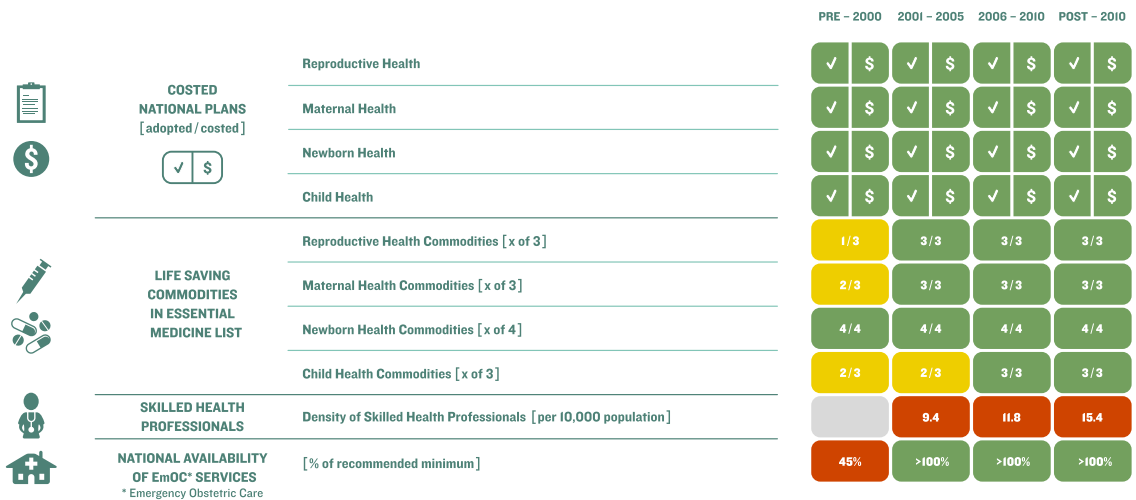 PRE – 2000 2001 – 2005 2006 – 2010 POST – 2010
COSTED
NATIONAL PLANS
[adopted / costed]
✓ $
Reproductive Health
✓ $ ✓ $ ✓ $ ✓ $
Maternal Health
✓ $ ✓ $ ✓ $ ✓ $
Newborn Health
✓ $ ✓ $ ✓ $ ✓ $
Child Health
✓ $ ✓ $ ✓ $ ✓ $
$
LIFE SAVING
COMMODITIES
IN ESSENTIAL
MEDICINE LIST
Reproductive Health Commodities [x of 3]
1/3 3/3 3/3 3/3
Maternal Health Commodities [x of 3]
2/3 3/3 3/3 3/3
Newborn Health Commodities [x of 4]
4/4 4/4 4/4 4/4
Child Health Commodities [x of 3]
2/3 2/3 3/3 3/3
SKILLED HEALTH
PROFESSIONALS
Density of Skilled Health Professionals [per 10,000 population]
9.4 11.8 15.4
NATIONAL AVAILABILITY
OF EmOC* SERVICES
* Emergency Obstetric Care
[% of recommended minimum]
45% >100% >100% >100%